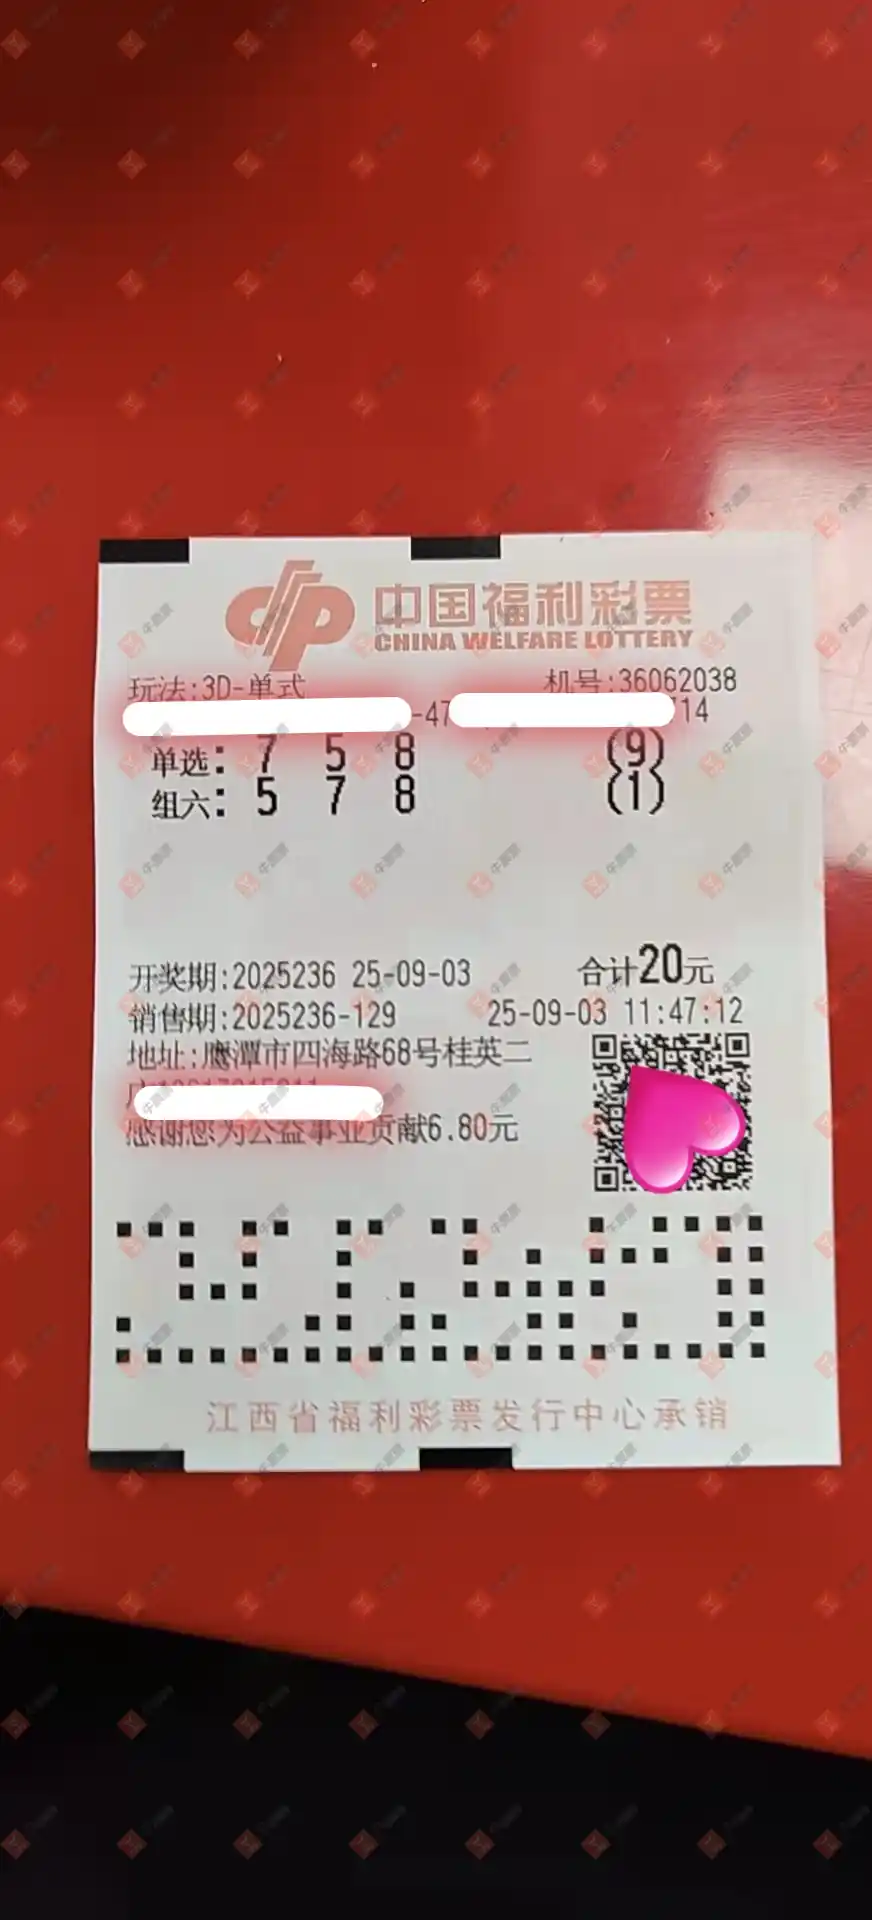 中国福利彩票
CHINA WELFARE LOTTERY
玩法:3D-单式 机号:36062038
-47 714
单选: 7 5 8 (9)
组六: 5 7 8 (1)
开奖期:2025236 25-09-03 合计20元
销售期:2025236-129 25-09-03 11:47:12
地址:鹰潭市四海路68号桂英二
感谢您为公益事业贡献6.80元
江西省福利彩票发行中心承销